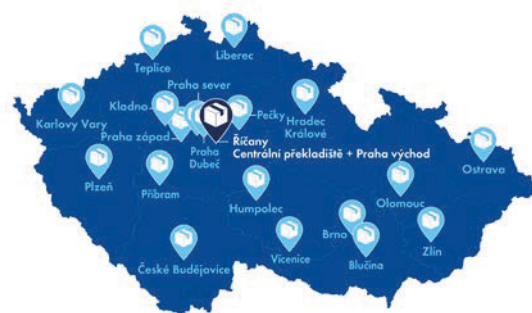 Liberec
Teplice
Praha sever
Kladno
Pečky
Hradec
Králové
Karlovy Vary
Praha západ
Praha
Dubeč
Říčany
Centrální překladiště + Praha východ
Ostrava
Plzeň
Příbram
Humpolec
Olomouc
Brno
Zlín
České Budějovice
Vícenice
Blučina